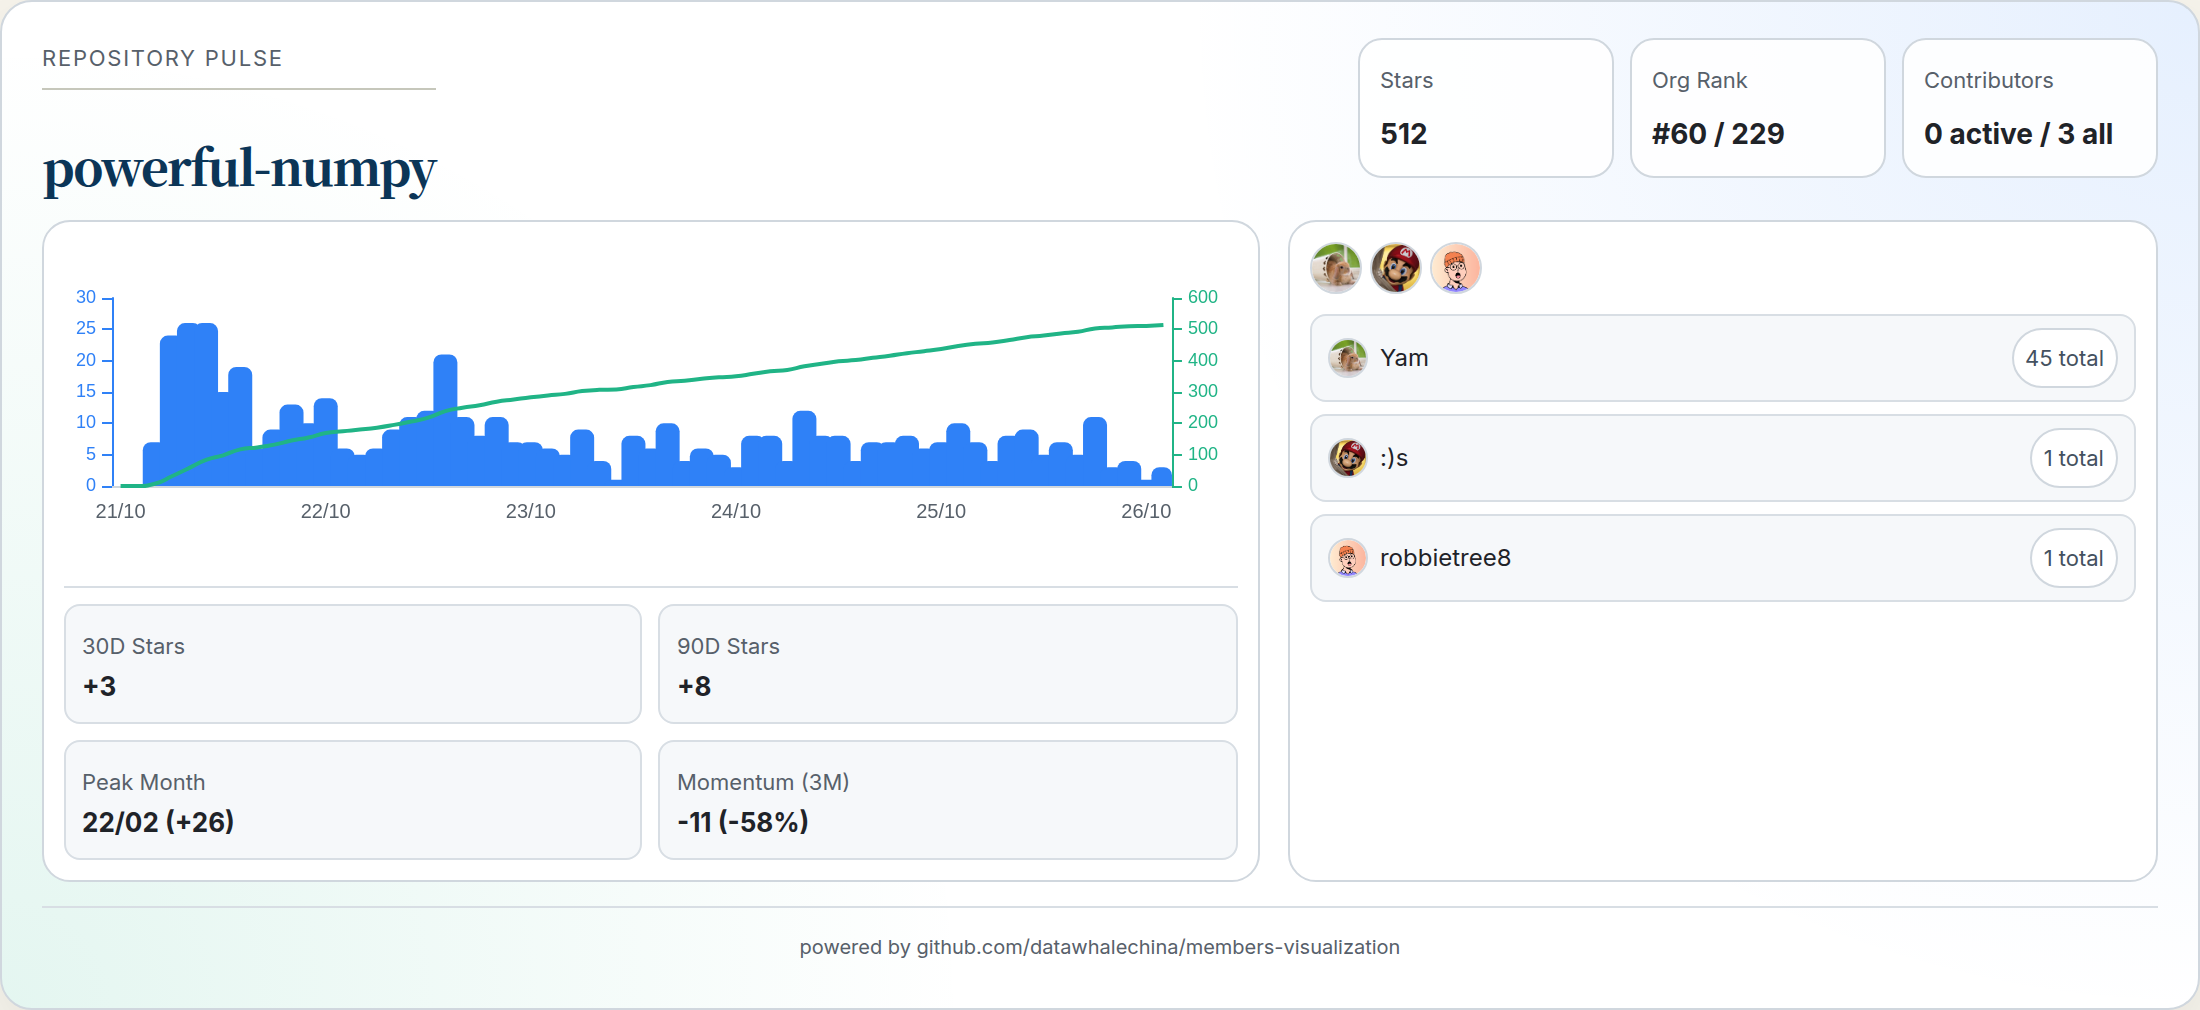 REPOSITORY PULSE
powerful-numpy
Stars
512
Org Rank
#60 / 229
Contributors
0 active / 3 all
30
25
20
15
10
5
0
600
500
400
300
200
100
0
21/10
22/10
23/10
24/10
25/10
26/10
30D Stars
+3
90D Stars
+8
Peak Month
22/02 (+26)
Momentum (3M)
-11 (-58%)
Yam
45 total
:)s
1 total
robbietree8
1 total
powered by github.com/datawhalechina/members-visualization